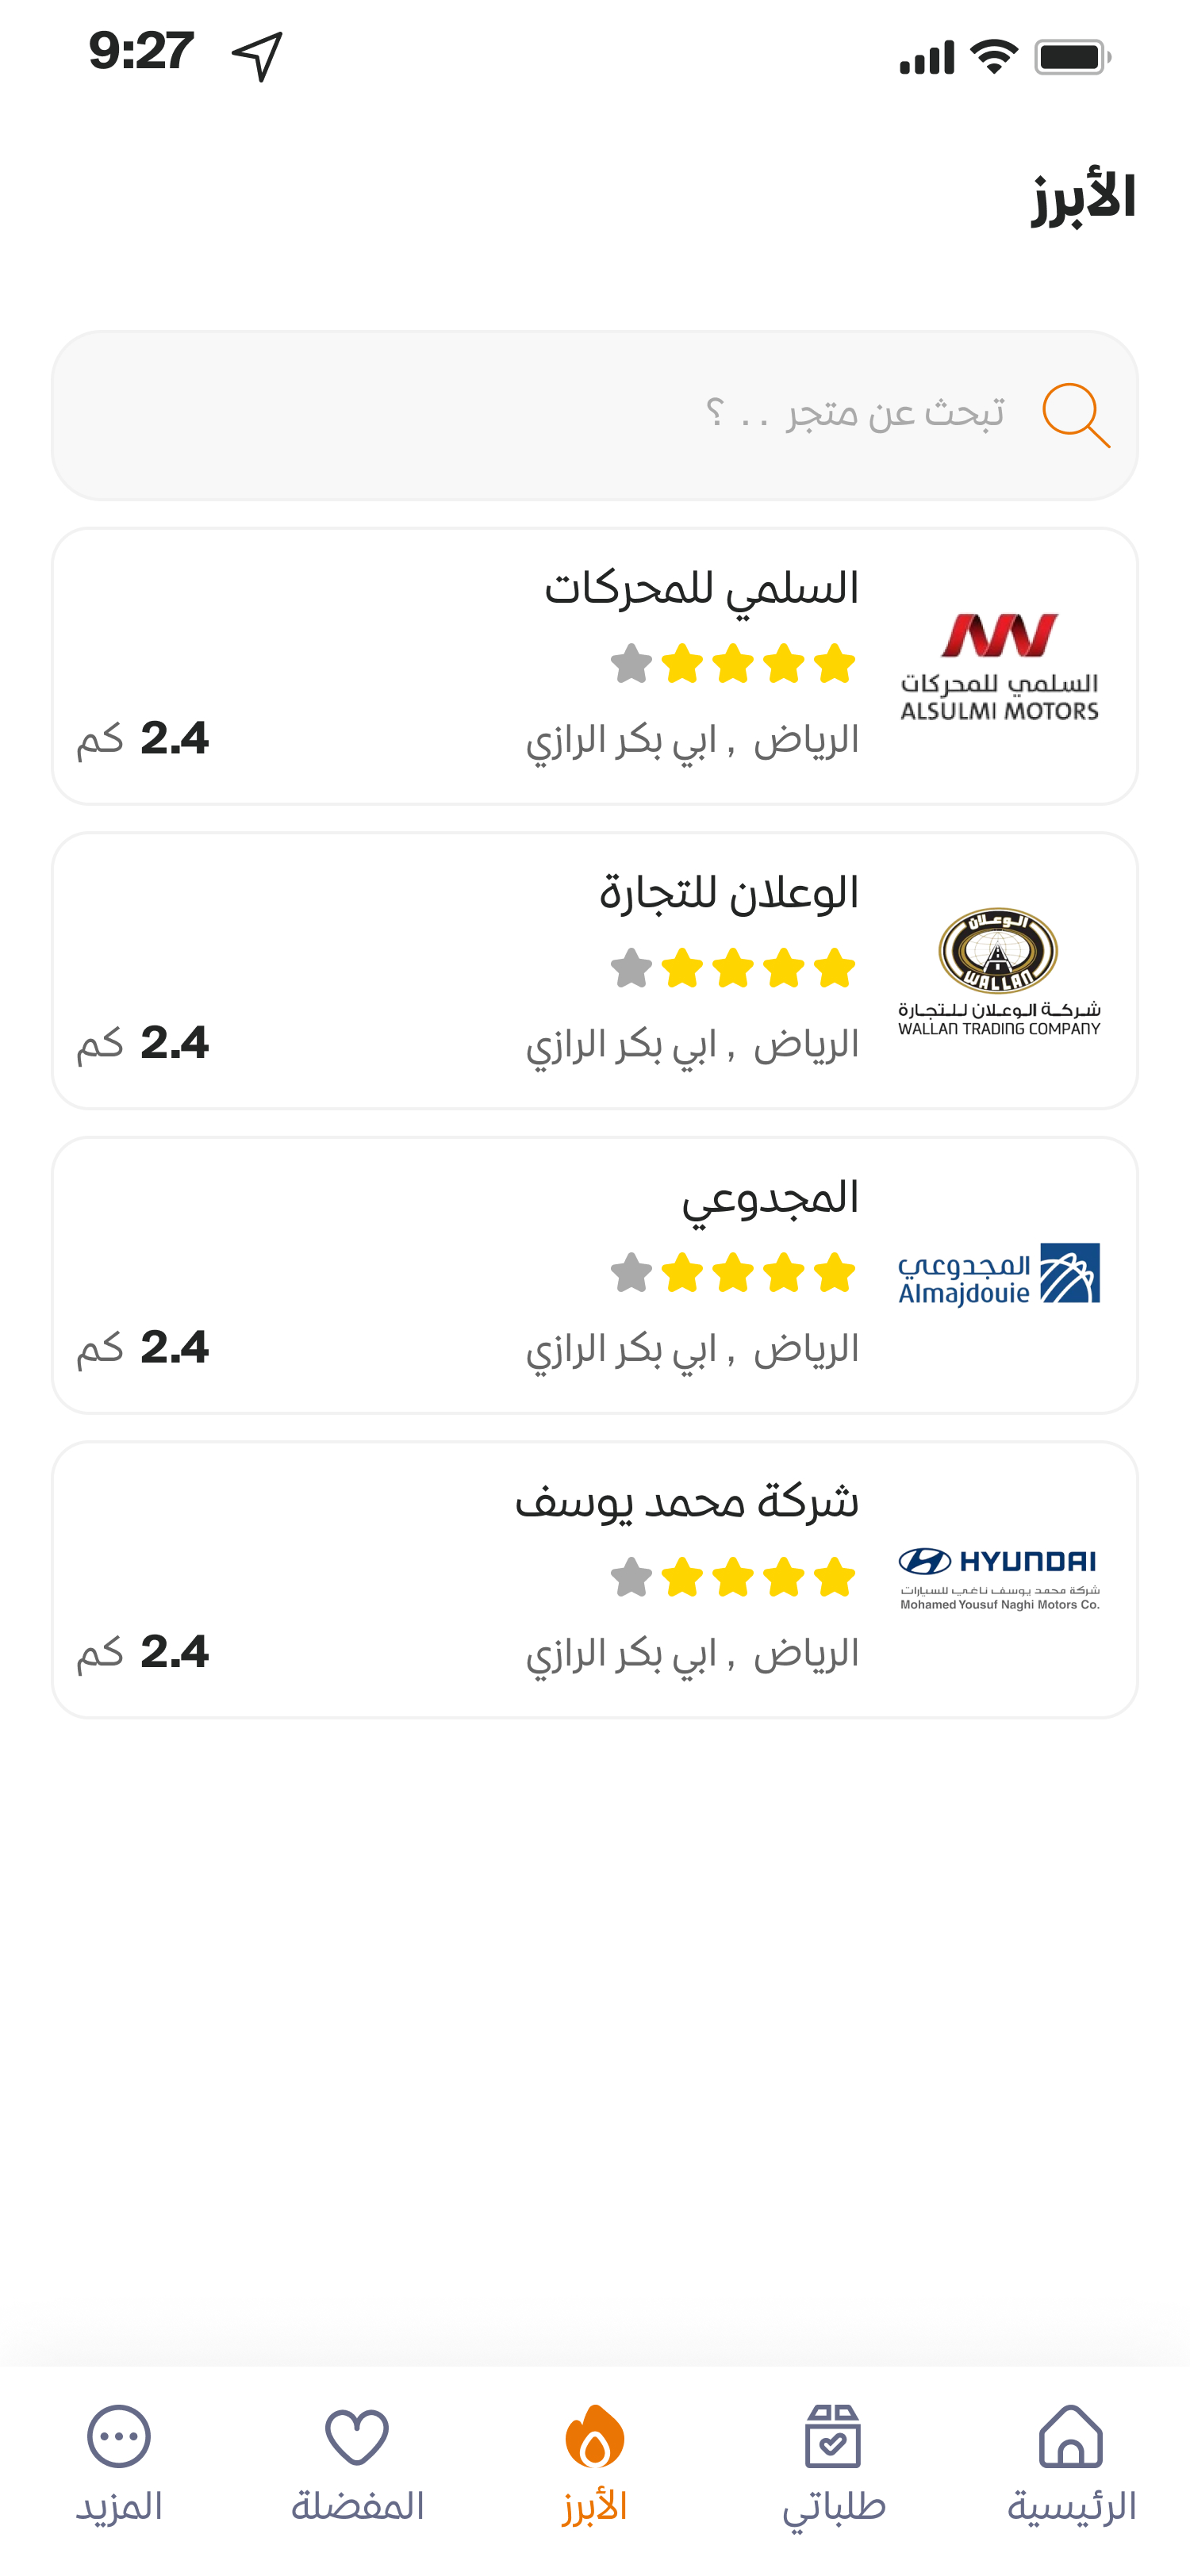 9:27
الأبرز
تبحث عن متجر . . ؟
السلمي للمحركات
السلمي للمحركات
ALSULMI MOTORS
الرياض , ابي بكر الرازي
2.4 كم
الوعلان للتجارة
الوعلان
WALLAN
شركة الوعلان للتجارة
WALLAN TRADING COMPANY
الرياض , ابي بكر الرازي
2.4 كم
المجدوعي
المجدوعي
Almajdouie
الرياض , ابي بكر الرازي
2.4 كم
شركة محمد يوسف
HYUNDAI
شركة محمد يوسف ناغي للسيارات
Mohamed Yousuf Naghi Motors Co.
الرياض , ابي بكر الرازي
2.4 كم
الرئيسية
طلباتي
الأبرز
المفضلة
المزيد